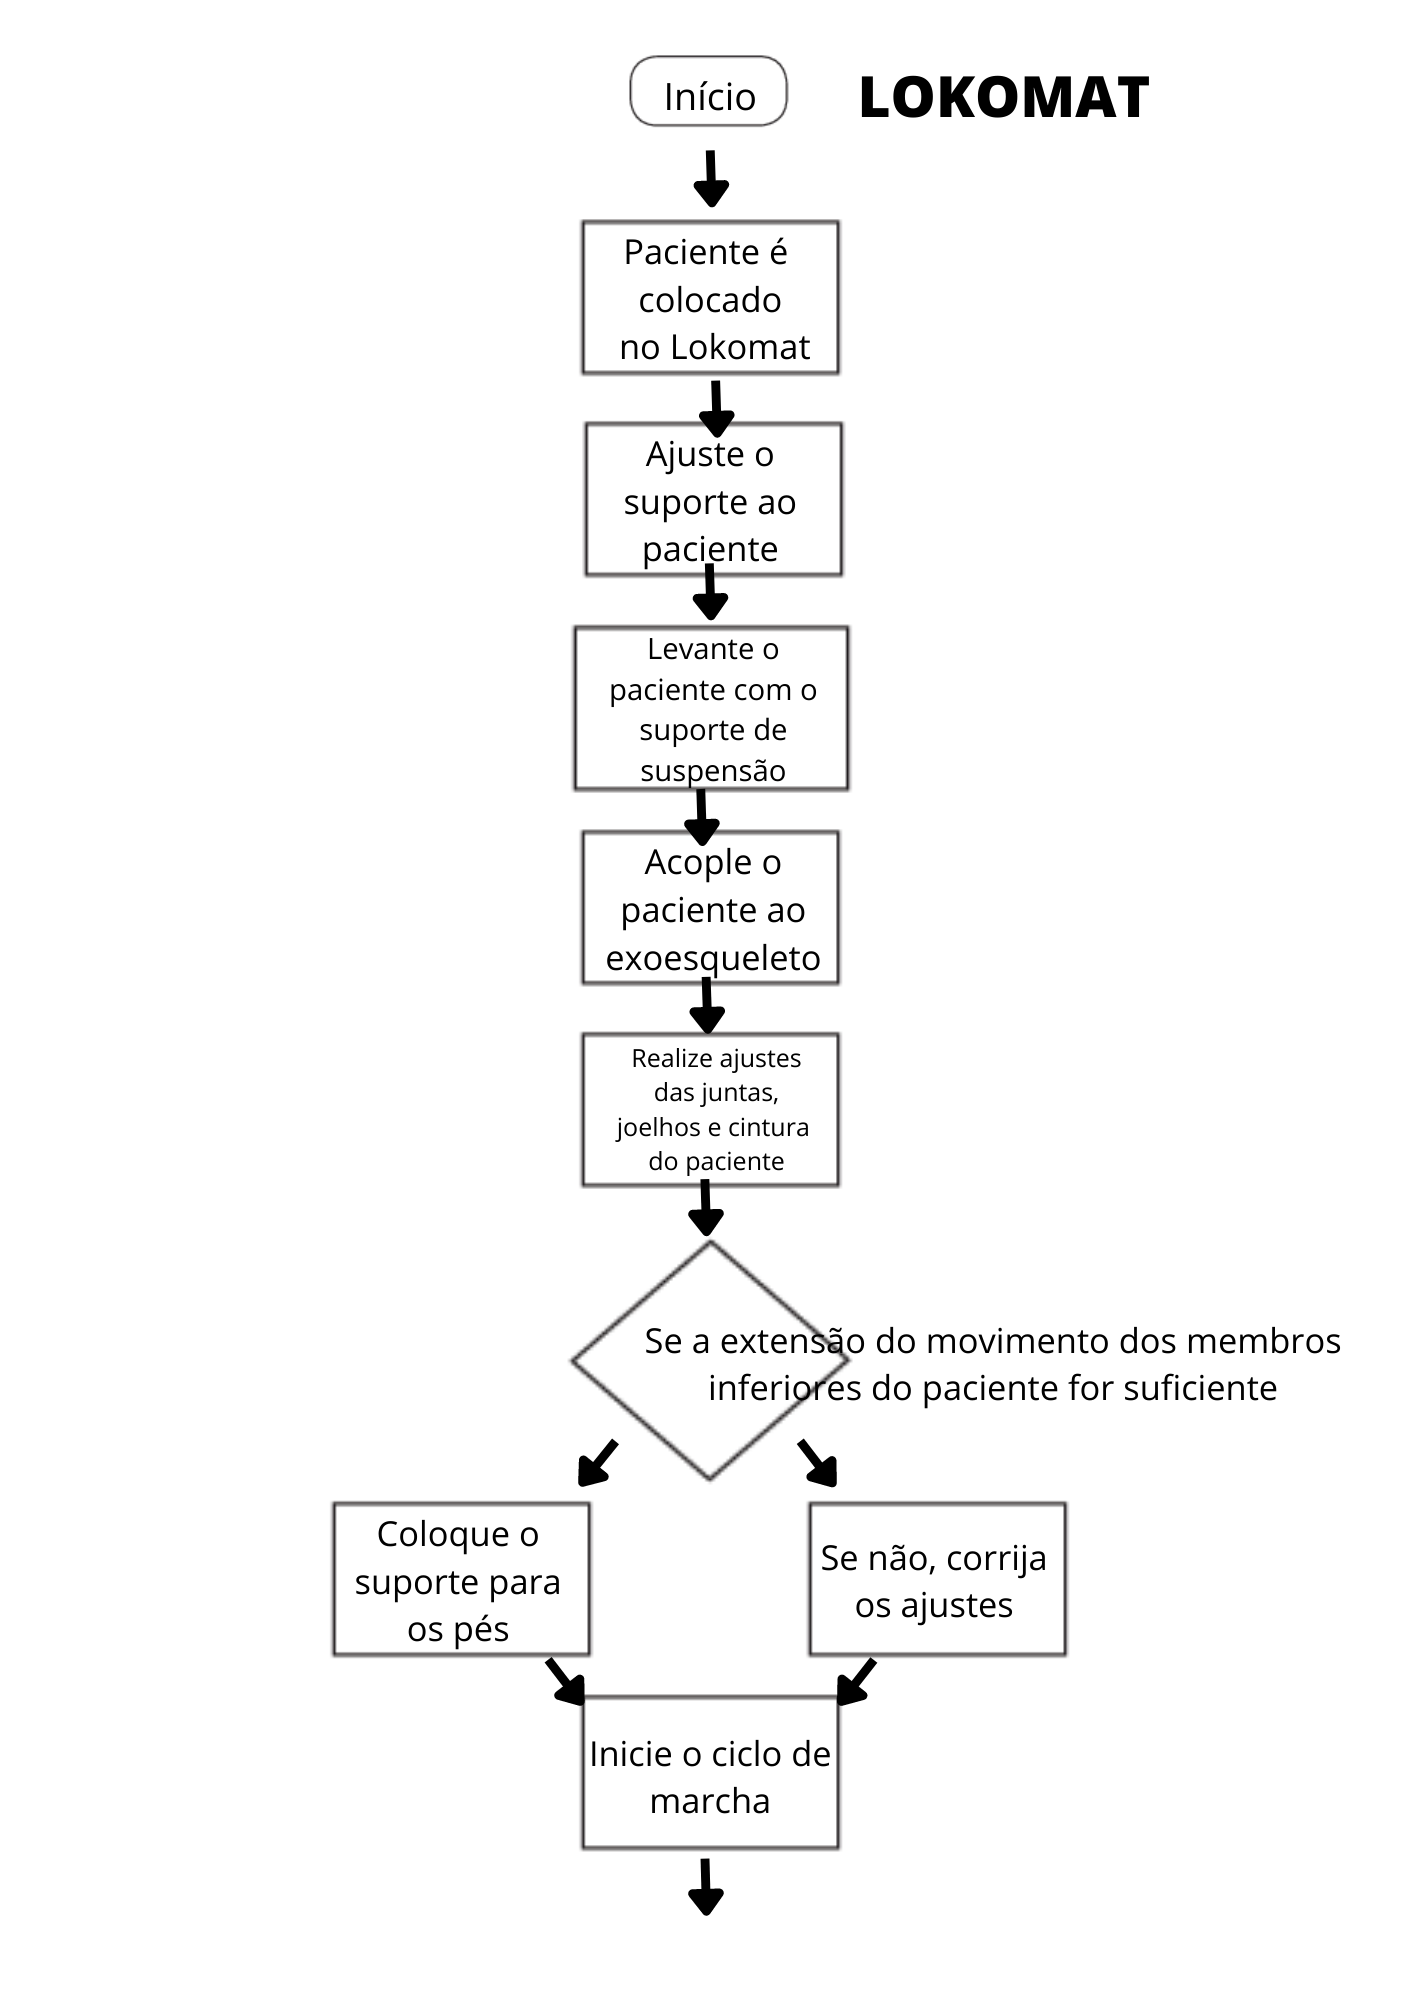 Início
LOKOMAT
Paciente é
colocado
no Lokomat
Ajuste o
suporte ao
paciente
Levante o
paciente com o
suporte de
suspensão
Acople o
paciente ao
exoesqueleto
Realize ajustes
das juntas,
joelhos e cintura
do paciente
Se a extensão do movimento dos membros
inferiores do paciente for suficiente
Coloque o
suporte para
os pés
Se não, corrija
os ajustes
Inicie o ciclo de
marcha